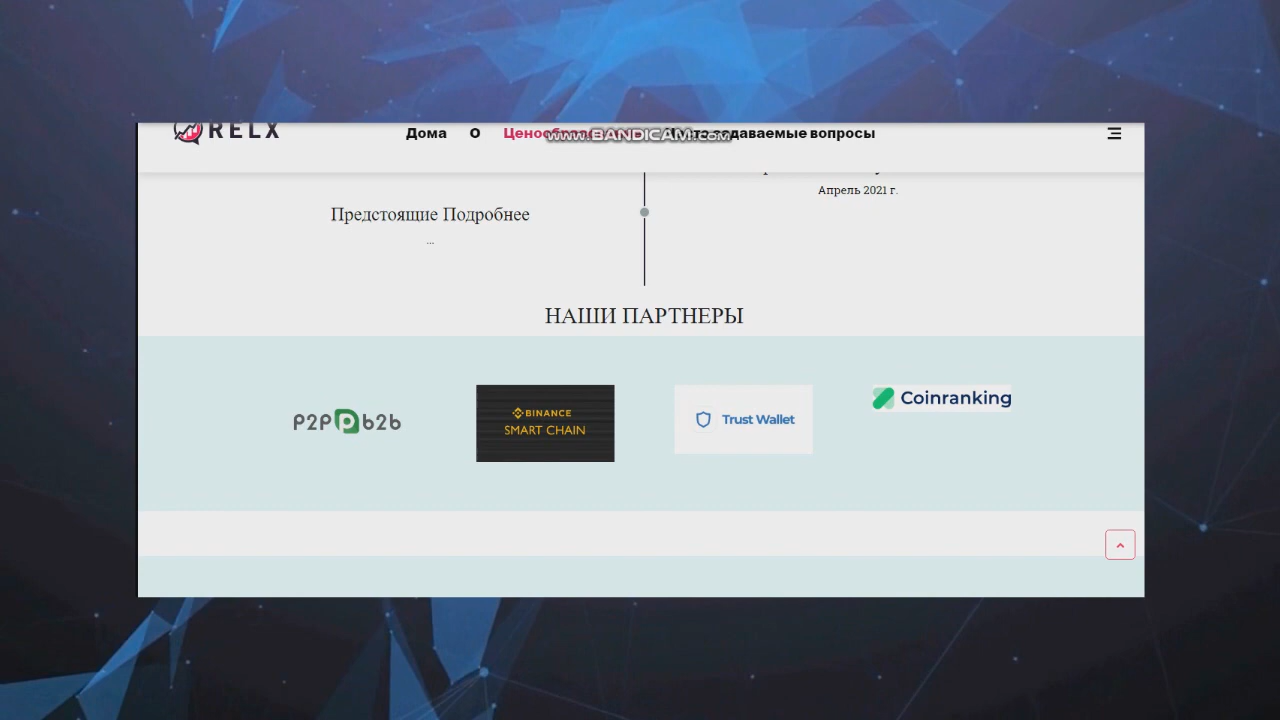 RELX
Дома О
www.BANDICAM.com
задаваемые вопросы
Апрель 2021 г.
Предстоящие Подробнее
...
НАШИ ПАРТНЕРЫ
P2P b2b
BINANCE
SMART CHAIN
Trust Wallet
Coinranking